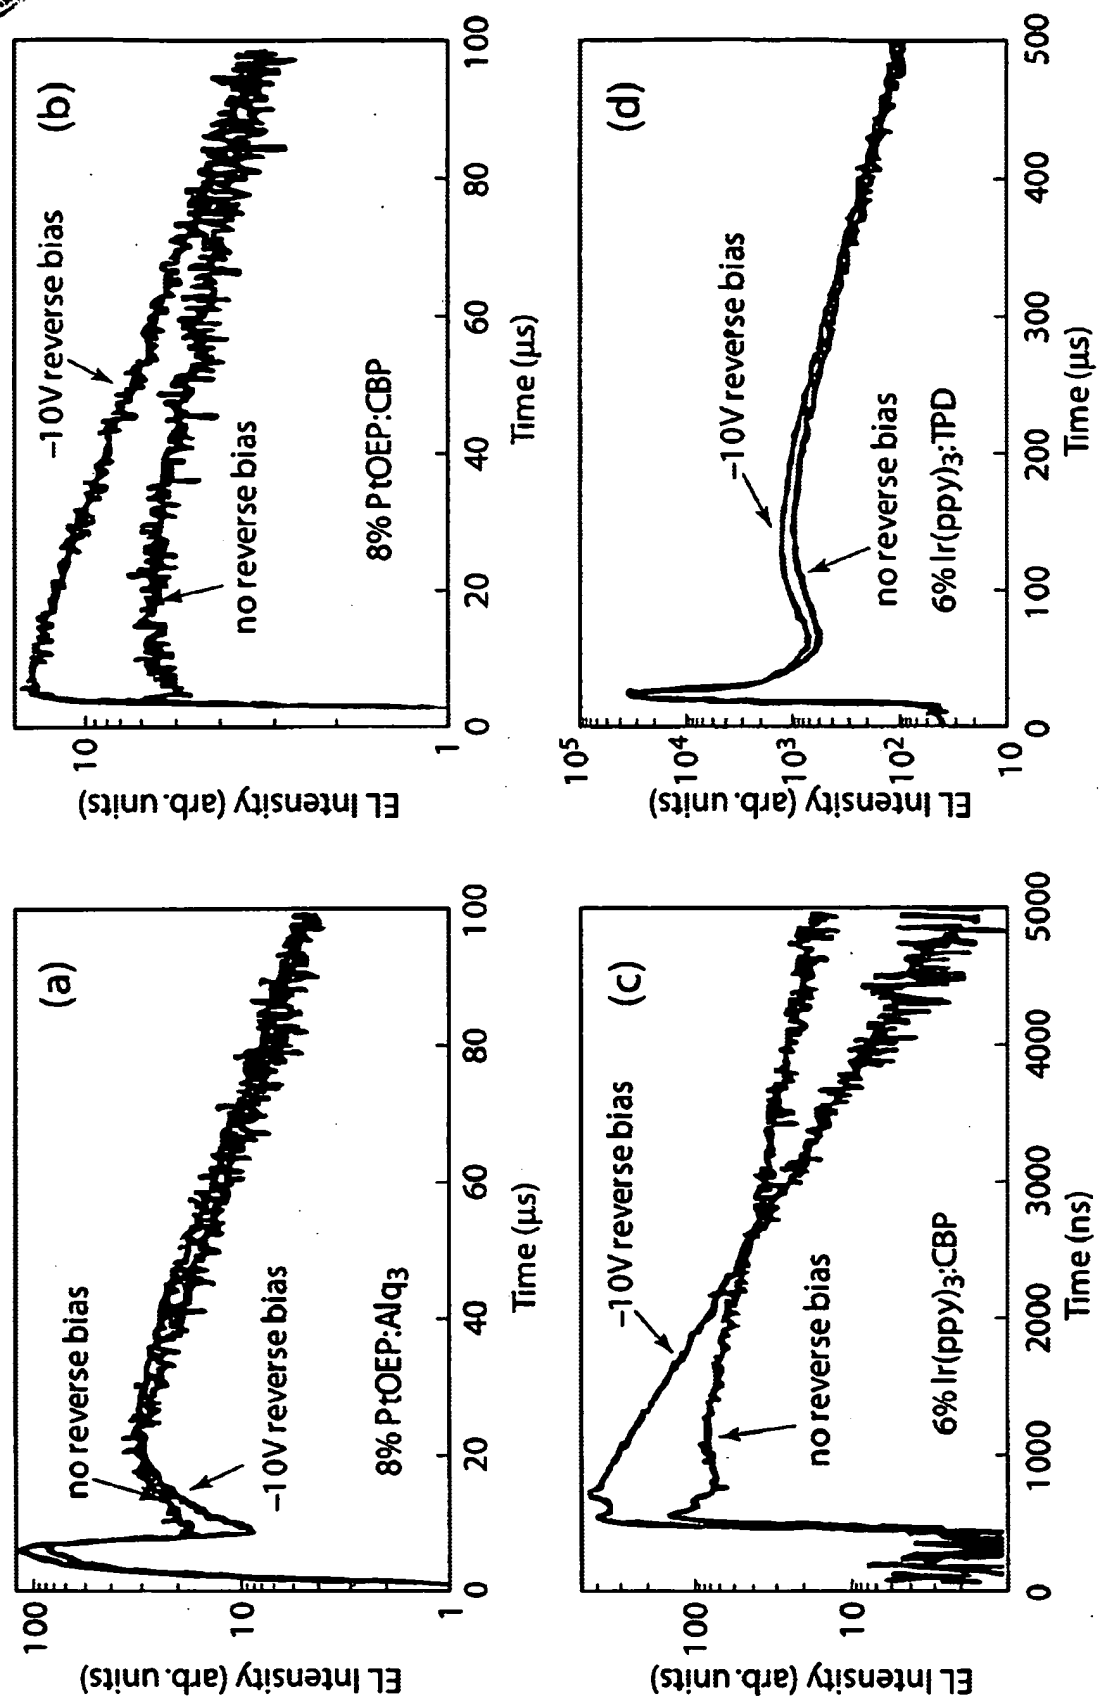 (a)
EL Intensity (arb. units)
100
10
1
no reverse bias
−10V reverse bias
8% PtOEP:Alq3
0 20 40 60 80 100
Time (μs)
(b)
EL Intensity (arb. units)
10
1
−10V reverse bias
no reverse bias
8% PtOEP:CBP
0 20 40 60 80 100
Time (μs)
(c)
EL Intensity (arb. units)
100
10
−10V reverse bias
no reverse bias
6% Ir(ppy)3:CBP
0 1000 2000 3000 4000 5000
Time (ns)
(d)
EL Intensity (arb. units)
10^5
10^4
10^3
10^2
10
−10V reverse bias
no reverse bias
6% Ir(ppy)3:TPD
0 100 200 300 400 500
Time (μs)